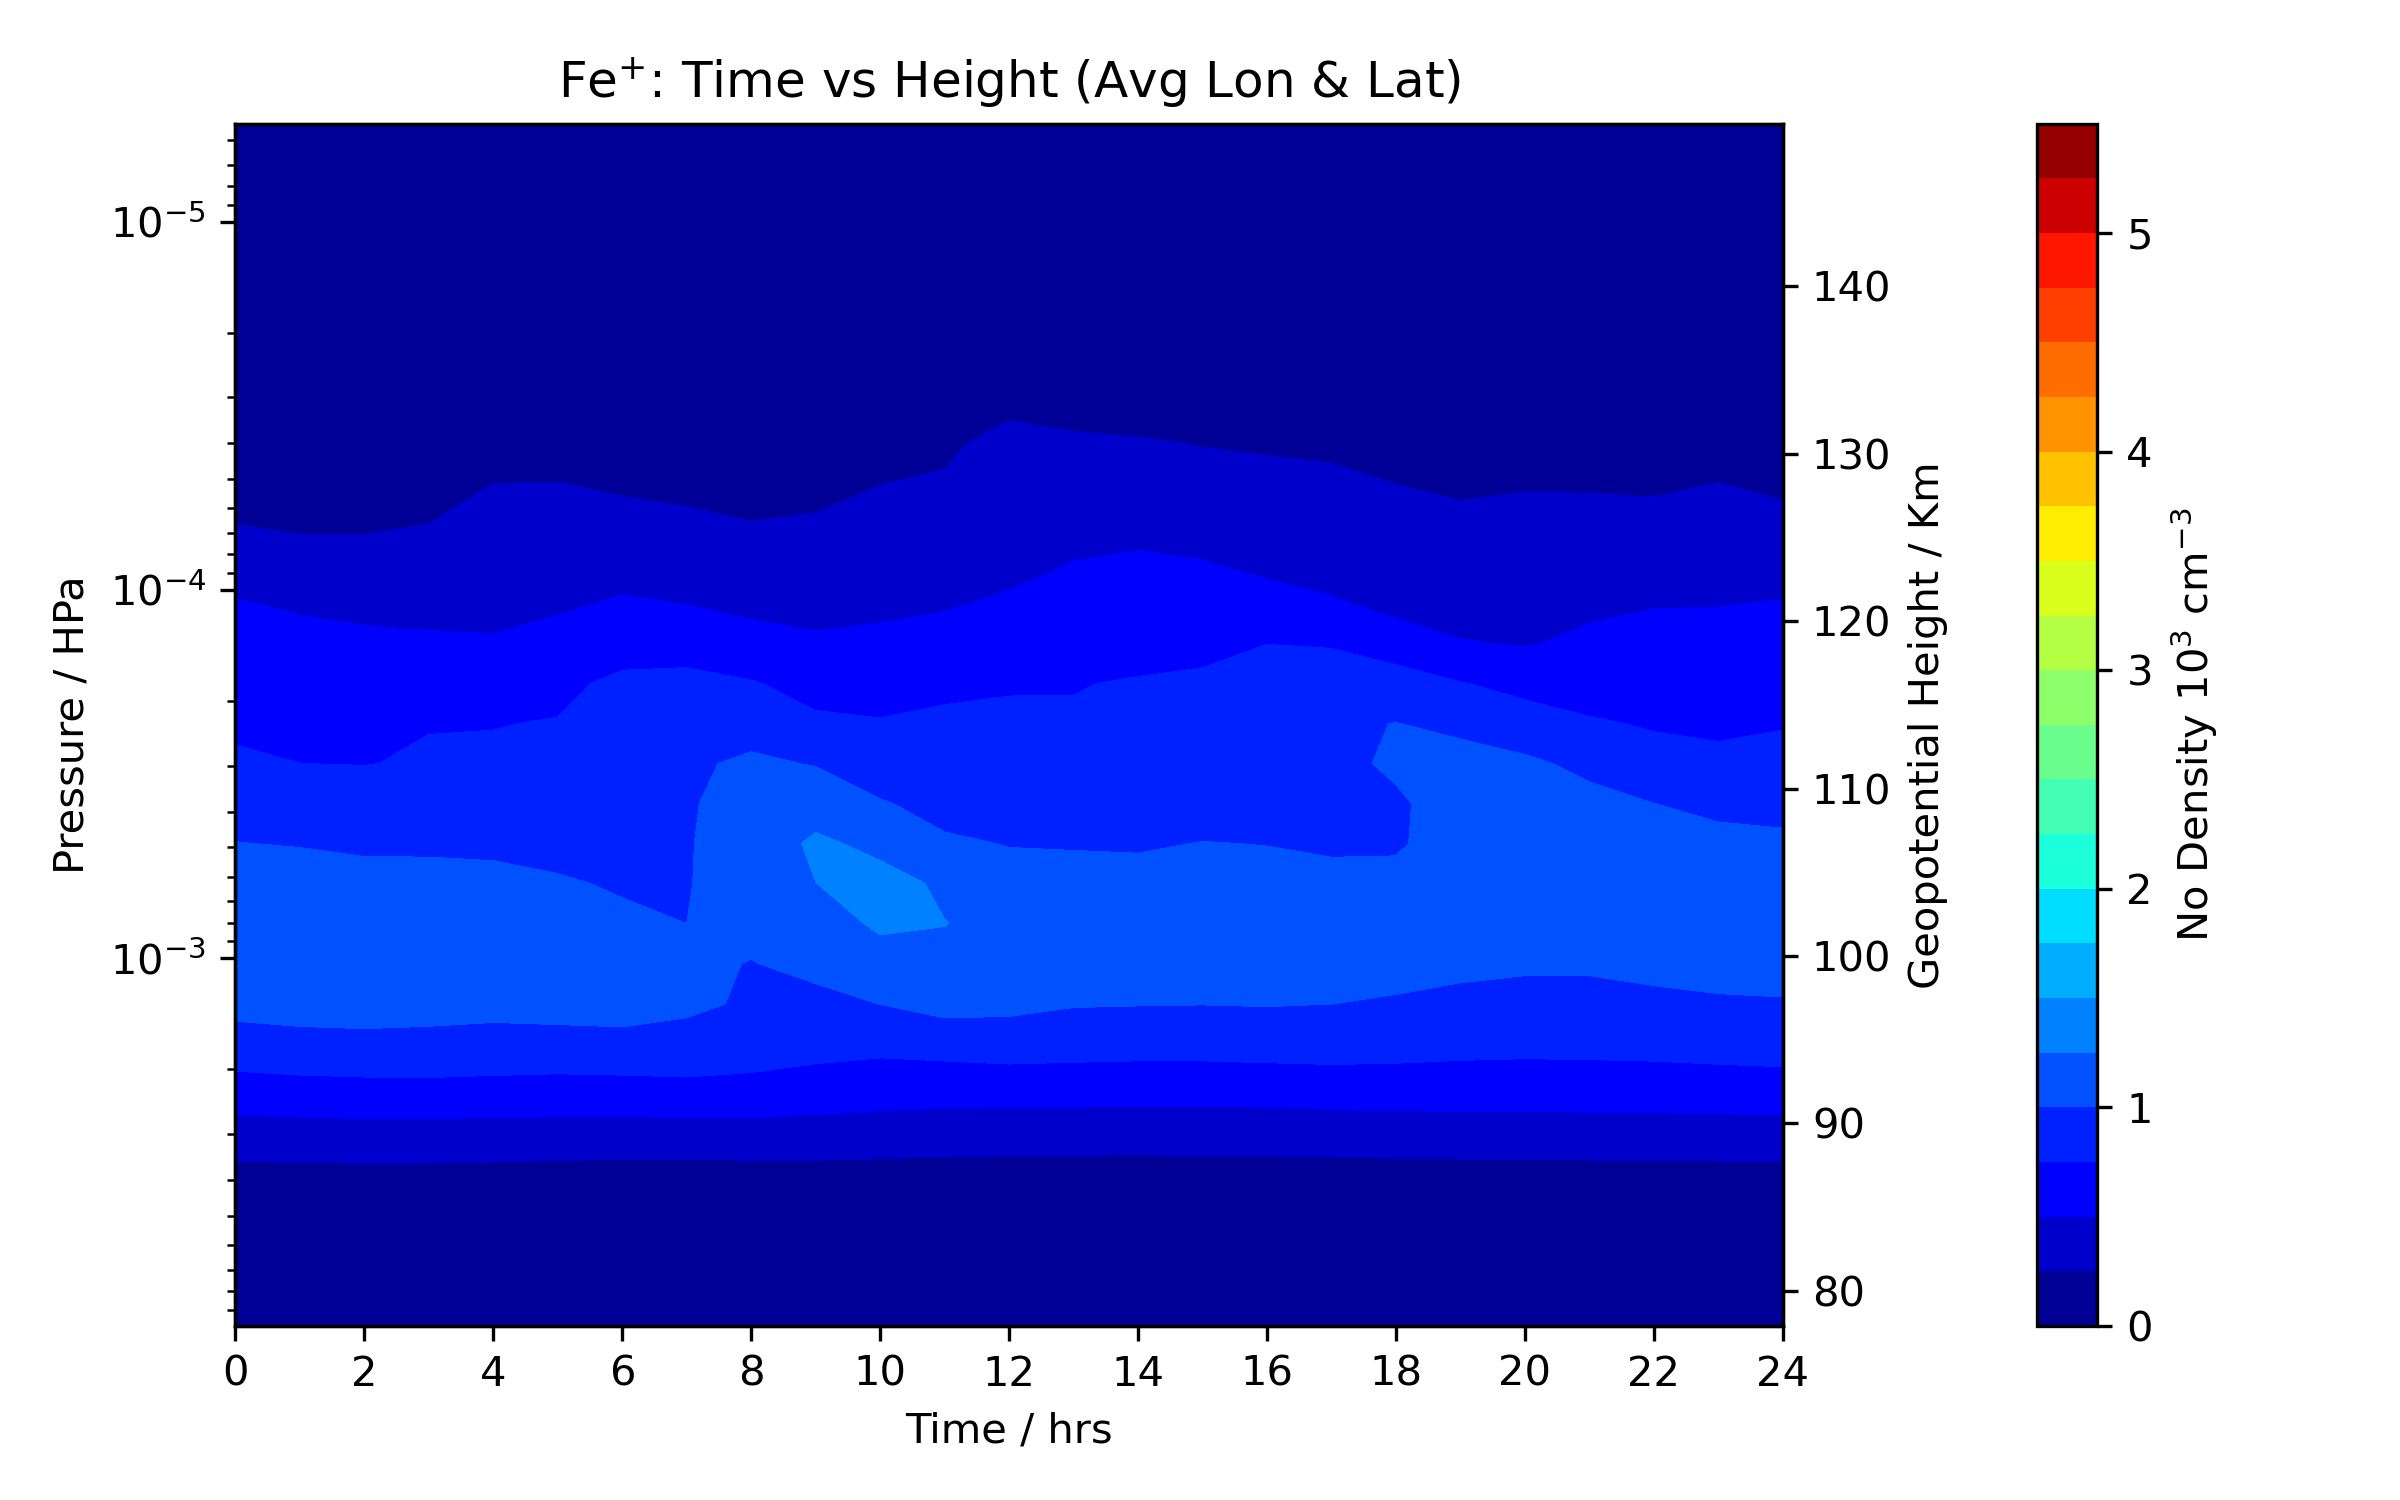 Fe⁺: Time vs Height (Avg Lon & Lat)
Pressure / HPa
10⁻⁵
10⁻⁴
10⁻³
0 2 4 6 8 10 12 14 16 18 20 22 24
Time / hrs
140
130
120
110
100
90
80
Geopotential Height / Km
5
4
3
2
1
0
No Density 10³ cm⁻³